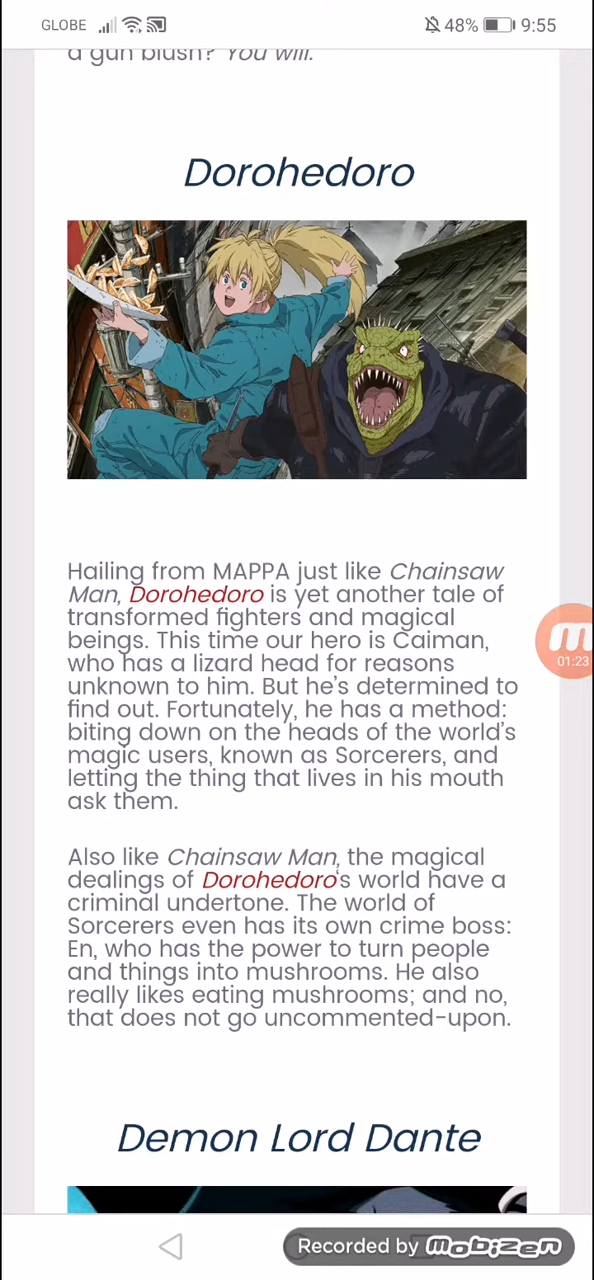 GLOBE 48% 9:55
a gun blush? You will.
Dorohedoro
Hailing from MAPPA just like Chainsaw
Man, Dorohedoro is yet another tale of
transformed fighters and magical
beings. This time our hero is Caiman,
who has a lizard head for reasons
unknown to him. But he's determined to
find out. Fortunately, he has a method:
biting down on the heads of the world's
magic users, known as Sorcerers, and
letting the thing that lives in his mouth
ask them.
01:23
Also like Chainsaw Man, the magical
dealings of Dorohedoro's world have a
criminal undertone. The world of
Sorcerers even has its own crime boss:
En, who has the power to turn people
and things into mushrooms. He also
really likes eating mushrooms; and no,
that does not go uncommented-upon.
Demon Lord Dante
Recorded by mobizen